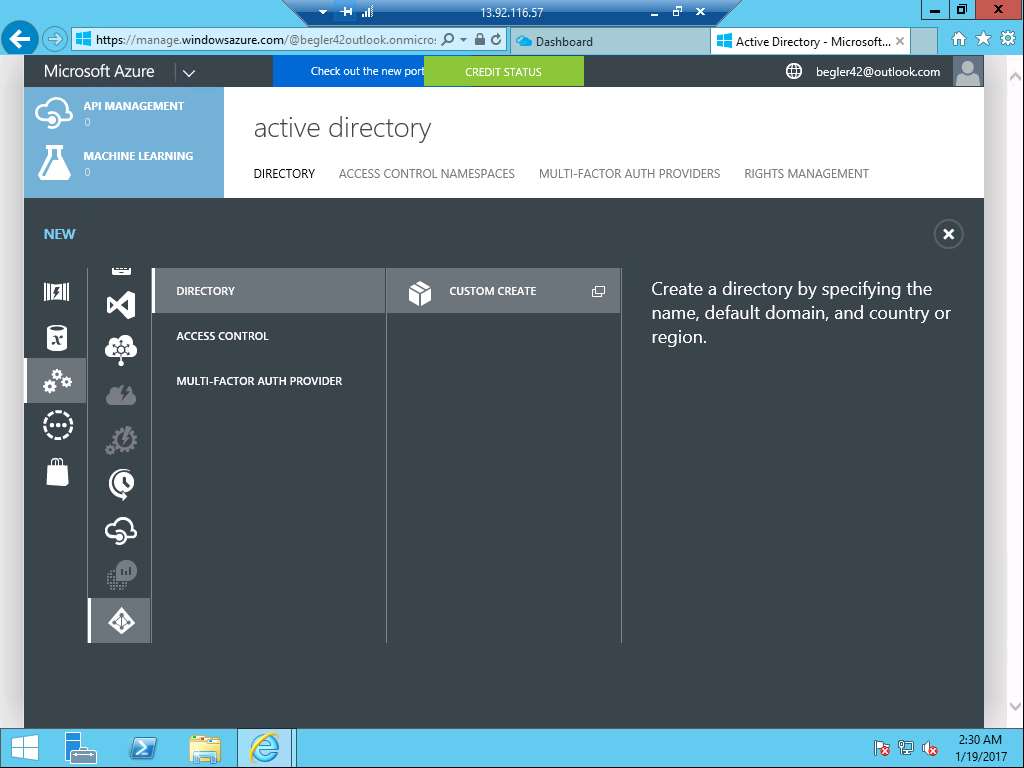 13.92.116.57
https://manage.windowsazure.com/@begler42outlook.onmicro:
Dashboard
Active Directory - Microsoft...
Microsoft Azure
Check out the new port
CREDIT STATUS
begler42@outlook.com
API MANAGEMENT
0
MACHINE LEARNING
0
active directory
DIRECTORY ACCESS CONTROL NAMESPACES MULTI-FACTOR AUTH PROVIDERS RIGHTS MANAGEMENT
NEW
DIRECTORY
ACCESS CONTROL
MULTI-FACTOR AUTH PROVIDER
CUSTOM CREATE
Create a directory by specifying the
name, default domain, and country or
region.
2:30 AM
1/19/2017